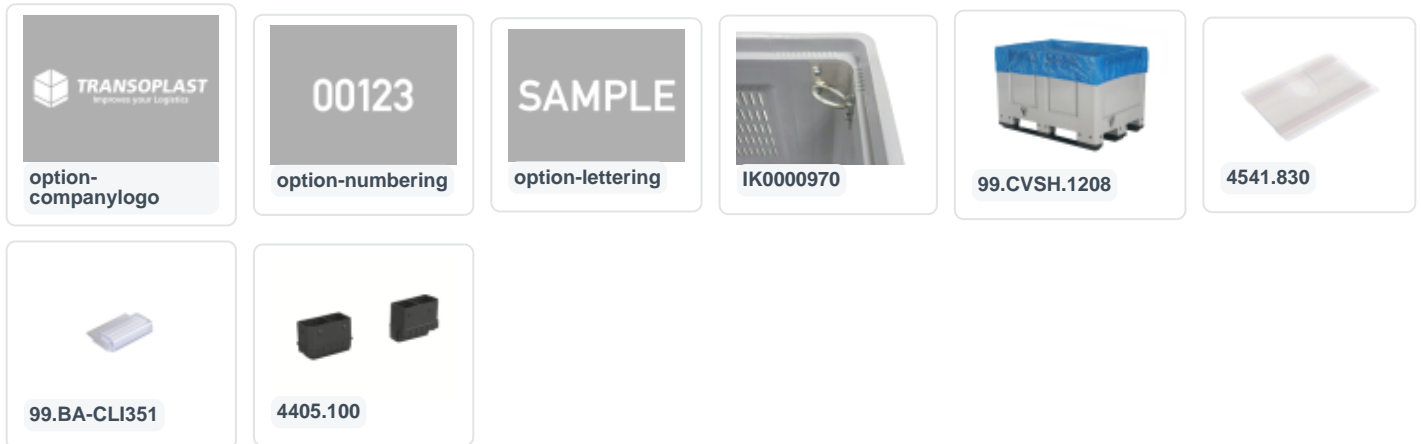 TRANSOPLAST
Improves your Logistics
option-
companylogo
00123
option-numbering
SAMPLE
option-lettering
IK0000970
99.CVSH.1208
4541.830
99.BA-CLI351
4405.100